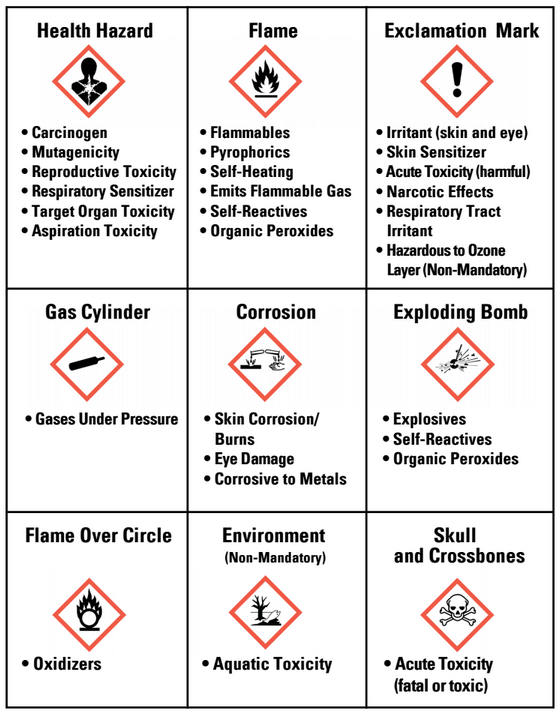 Health Hazard
• Carcinogen
• Mutagenicity
• Reproductive Toxicity
• Respiratory Sensitizer
• Target Organ Toxicity
• Aspiration Toxicity
Flame
• Flammables
• Pyrophorics
• Self-Heating
• Emits Flammable Gas
• Self-Reactives
• Organic Peroxides
Exclamation Mark
• Irritant (skin and eye)
• Skin Sensitizer
• Acute Toxicity (harmful)
• Narcotic Effects
• Respiratory Tract
Irritant
• Hazardous to Ozone
Layer (Non-Mandatory)
Gas Cylinder
• Gases Under Pressure
Corrosion
• Skin Corrosion/
Burns
• Eye Damage
• Corrosive to Metals
Exploding Bomb
• Explosives
• Self-Reactives
• Organic Peroxides
Flame Over Circle
• Oxidizers
Environment
(Non-Mandatory)
• Aquatic Toxicity
Skull
and Crossbones
• Acute Toxicity
(fatal or toxic)